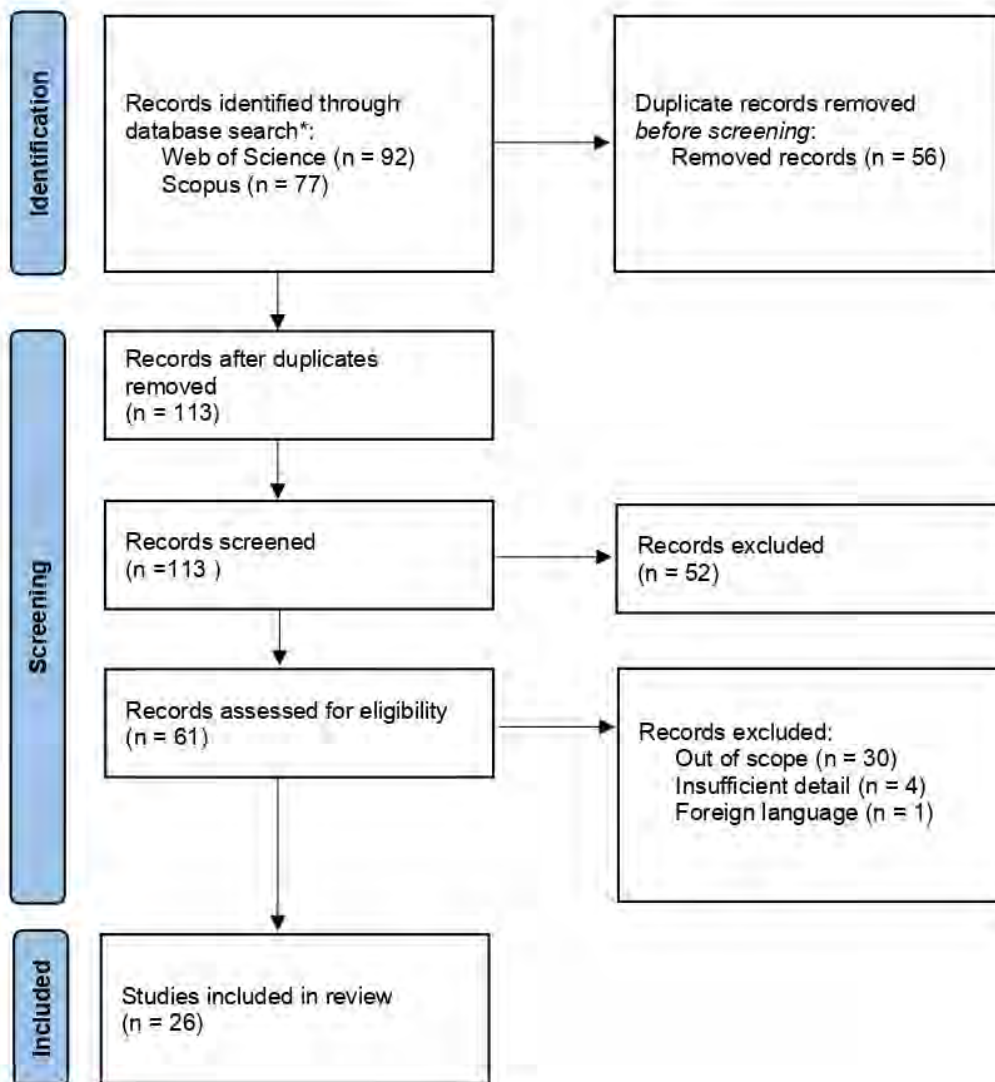 Identification
Records identified through
database search*:
Web of Science (n = 92)
Scopus (n = 77)
Duplicate records removed
before screening:
Removed records (n = 56)
Screening
Records after duplicates
removed
(n = 113)
Records screened
(n =113 )
Records excluded
(n = 52)
Records assessed for eligibility
(n = 61)
Records excluded:
Out of scope (n = 30)
Insufficient detail (n = 4)
Foreign language (n = 1)
Included
Studies included in review
(n = 26)